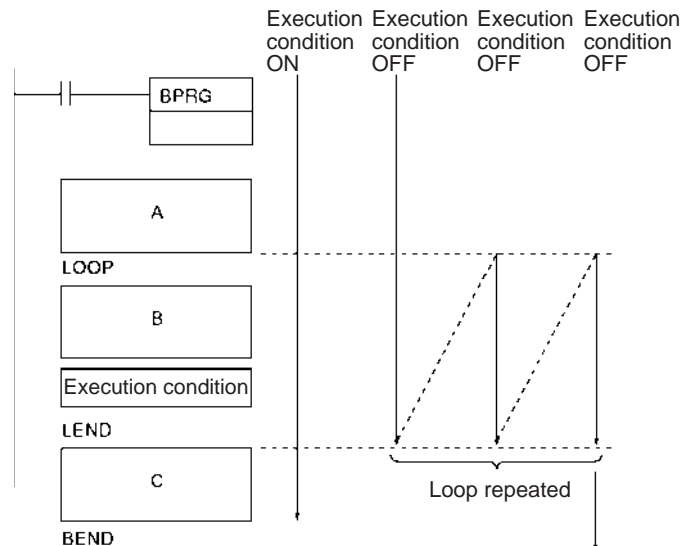 Execution condition ON
Execution condition OFF
Execution condition OFF
Execution condition OFF
BPRG
A
LOOP
B
Execution condition
LEND
C
Loop repeated
BEND